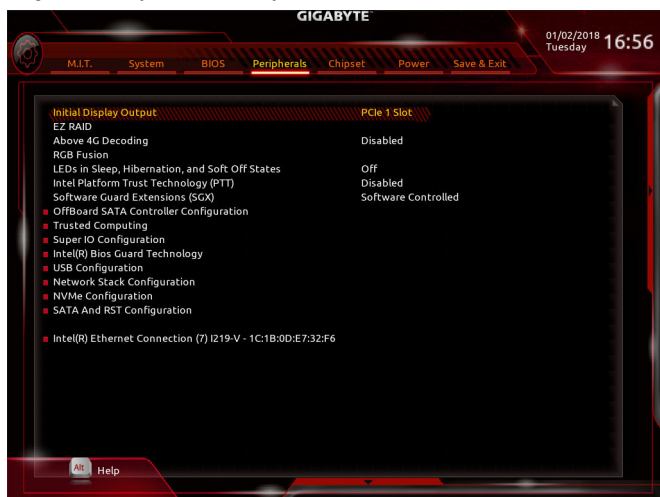 GIGABYTE™
01/02/2018
Tuesday
16:56
M.I.T. System BIOS Peripherals Chipset Power Save & Exit
Initial Display Output PCIe 1 Slot
EZ RAID
Above 4G Decoding Disabled
RGB Fusion
LEDs in Sleep, Hibernation, and Soft Off States Off
Intel Platform Trust Technology (PTT) Disabled
Software Guard Extensions (SGX) Software Controlled
OffBoard SATA Controller Configuration
Trusted Computing
Super IO Configuration
Intel(R) Bios Guard Technology
USB Configuration
Network Stack Configuration
NVMe Configuration
SATA And RST Configuration
Intel(R) Ethernet Connection (7) I219-V - 1C:1B:0D:E7:32:F6
Alt Help